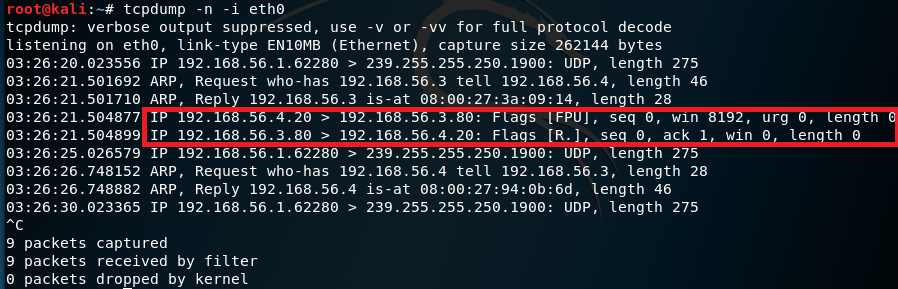 root@kali:~# tcpdump -n -i eth0
tcpdump: verbose output suppressed, use -v or -vv for full protocol decode
listening on eth0, link-type EN10MB (Ethernet), capture size 262144 bytes
03:26:20.023556 IP 192.168.56.1.62280 > 239.255.255.250.1900: UDP, length 275
03:26:21.501692 ARP, Request who-has 192.168.56.3 tell 192.168.56.4, length 46
03:26:21.501710 ARP, Reply 192.168.56.3 is-at 08:00:27:3a:09:14, length 28
03:26:21.504877 IP 192.168.56.4.20 > 192.168.56.3.80: Flags [FPU], seq 0, win 8192, urg 0, length 0
03:26:21.504899 IP 192.168.56.3.80 > 192.168.56.4.20: Flags [R.], seq 0, ack 1, win 0, length 0
03:26:25.026579 IP 192.168.56.1.62280 > 239.255.255.250.1900: UDP, length 275
03:26:26.748152 ARP, Request who-has 192.168.56.4 tell 192.168.56.3, length 28
03:26:26.748882 ARP, Reply 192.168.56.4 is-at 08:00:27:94:0b:6d, length 46
03:26:30.023365 IP 192.168.56.1.62280 > 239.255.255.250.1900: UDP, length 275
^C
9 packets captured
9 packets received by filter
0 packets dropped by kernel